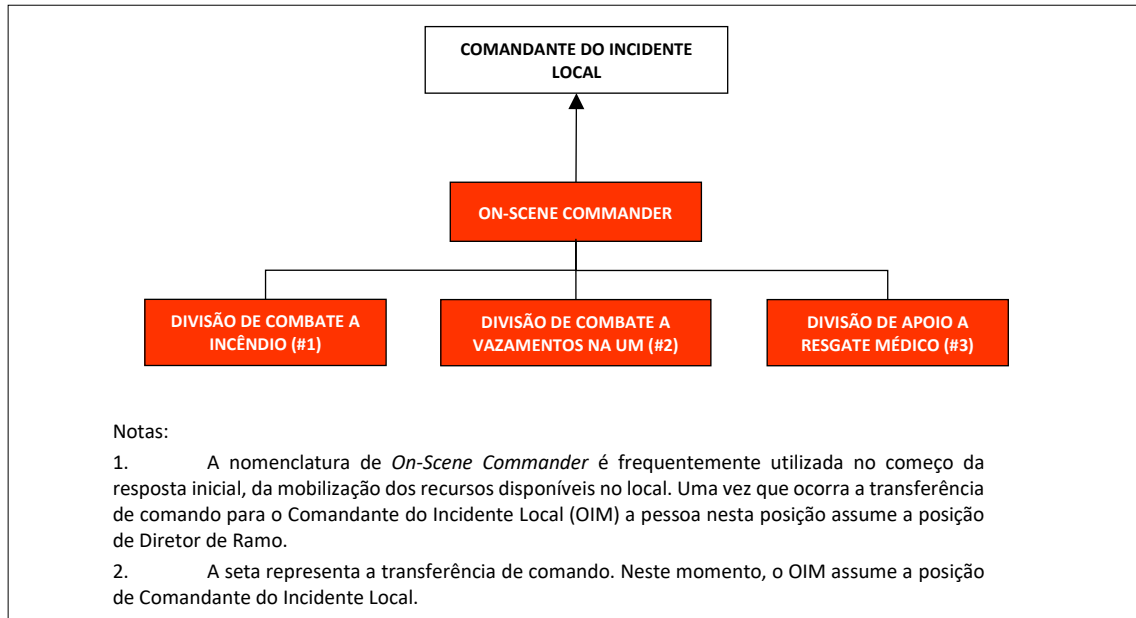 COMANDANTE DO INCIDENTE
LOCAL
ON-SCENE COMMANDER
DIVISÃO DE COMBATE A
INCÊNDIO (#1)
DIVISÃO DE COMBATE A
VAZAMENTOS NA UM (#2)
DIVISÃO DE APOIO A
RESGATE MÉDICO (#3)
Notas:
1. A nomenclatura de On-Scene Commander é frequentemente utilizada no começo da
resposta inicial, da mobilização dos recursos disponíveis no local. Uma vez que ocorra a transferência
de comando para o Comandante do Incidente Local (OIM) a pessoa nesta posição assume a posição
de Diretor de Ramo.
2. A seta representa a transferência de comando. Neste momento, o OIM assume a posição
de Comandante do Incidente Local.